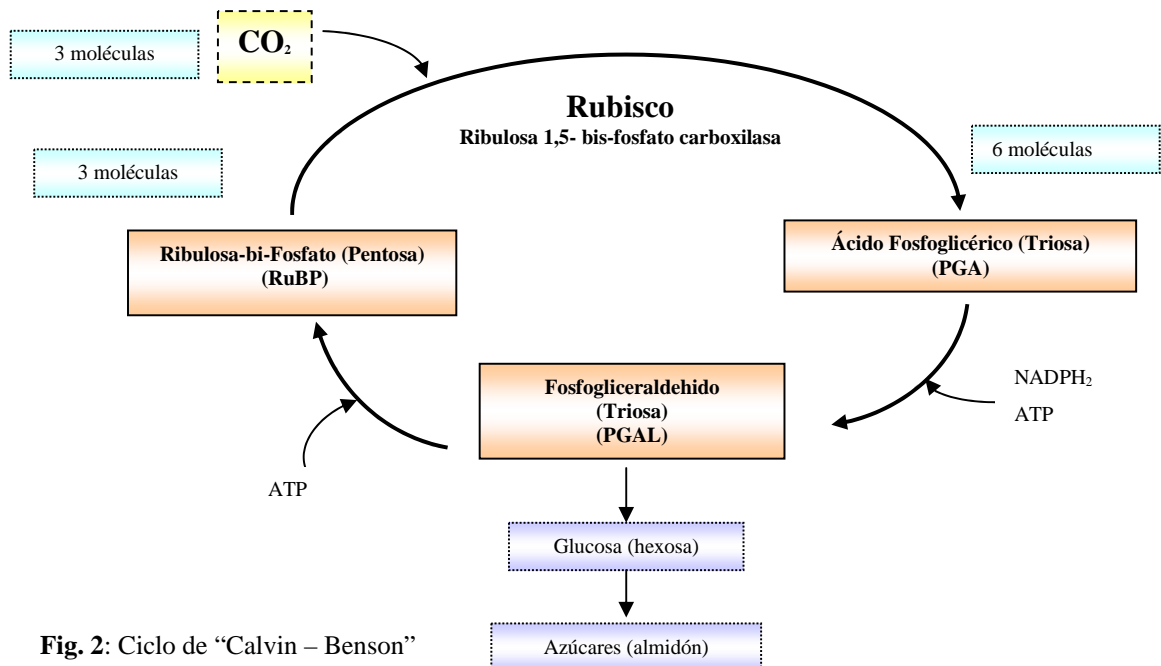 3 moléculas
CO₂
Rubisco
Ribulosa 1,5- bis-fosfato carboxilasa
3 moléculas
6 moléculas
Ribulosa-bi-Fosfato (Pentosa)
(RuBP)
Ácido Fosfoglicérico (Triosa)
(PGA)
Fosfogliceraldehido
(Triosa)
(PGAL)
NADPH₂
ATP
ATP
Glucosa (hexosa)
Azúcares (almidón)
Fig. 2: Ciclo de “Calvin – Benson”